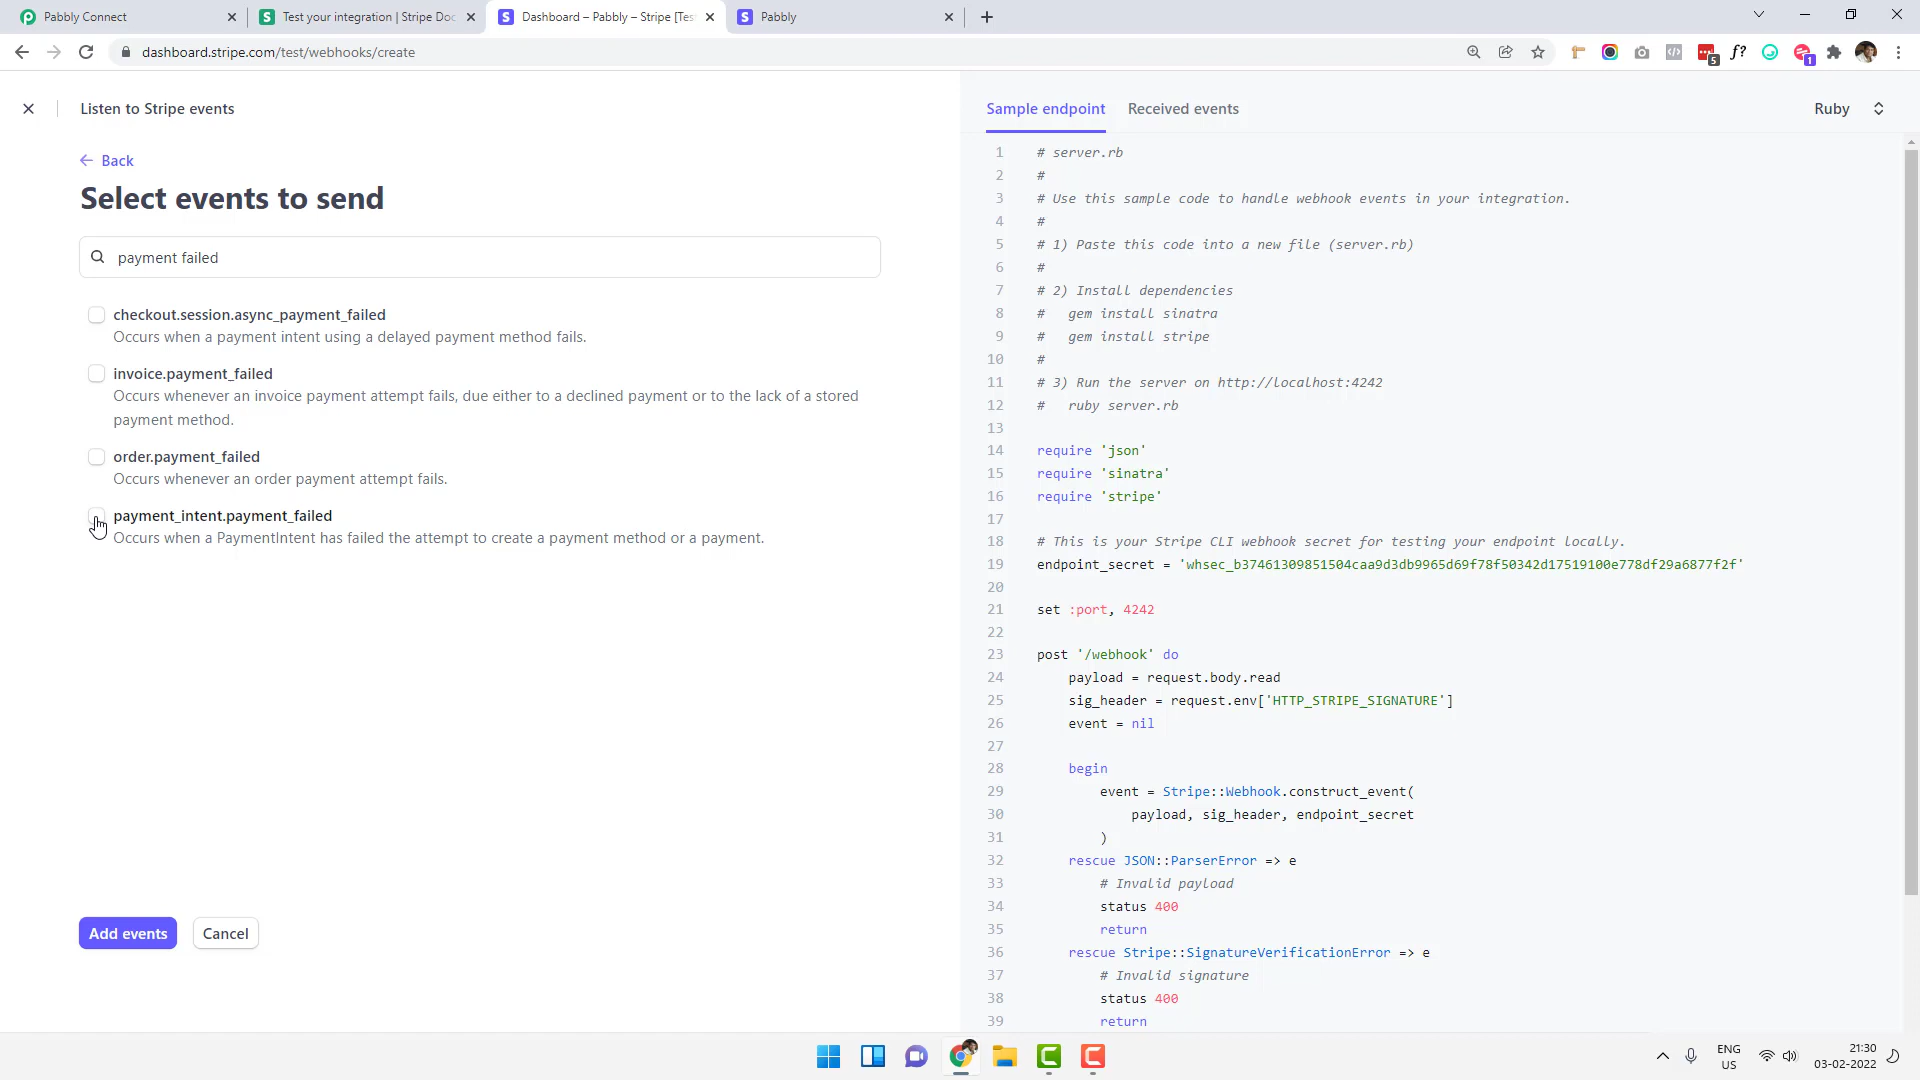 Pabbly Connect
Test your integration | Stripe Doc
Dashboard – Pabbly – Stripe [Tes
Pabbly
dashboard.stripe.com/test/webhooks/create
f?
5
1
Listen to Stripe events
Back
Select events to send
payment failed
checkout.session.async_payment_failed
Occurs when a payment intent using a delayed payment method fails.
invoice.payment_failed
Occurs whenever an invoice payment attempt fails, due either to a declined payment or to the lack of a stored
payment method.
order.payment_failed
Occurs whenever an order payment attempt fails.
payment_intent.payment_failed
Occurs when a PaymentIntent has failed the attempt to create a payment method or a payment.
Add events
Cancel
Sample endpoint
Received events
Ruby
1 # server.rb
2 #
3 # Use this sample code to handle webhook events in your integration.
4 #
5 # 1) Paste this code into a new file (server.rb)
6 #
7 # 2) Install dependencies
8 #   gem install sinatra
9 #   gem install stripe
10 #
11 # 3) Run the server on http://localhost:4242
12 #   ruby server.rb
13
14 require 'json'
15 require 'sinatra'
16 require 'stripe'
17
18 # This is your Stripe CLI webhook secret for testing your endpoint locally.
19 endpoint_secret = 'whsec_b37461309851504caa9d3db9965d69f78f50342d17519100e778df29a6877f2f'
20
21 set :port, 4242
22
23 post '/webhook' do
24     payload = request.body.read
25     sig_header = request.env['HTTP_STRIPE_SIGNATURE']
26     event = nil
27
28     begin
29         event = Stripe::Webhook.construct_event(
30             payload, sig_header, endpoint_secret
31         )
32     rescue JSON::ParserError => e
33         # Invalid payload
34         status 400
35         return
36     rescue Stripe::SignatureVerificationError => e
37         # Invalid signature
38         status 400
39         return
ENG
US
21:30
03-02-2022